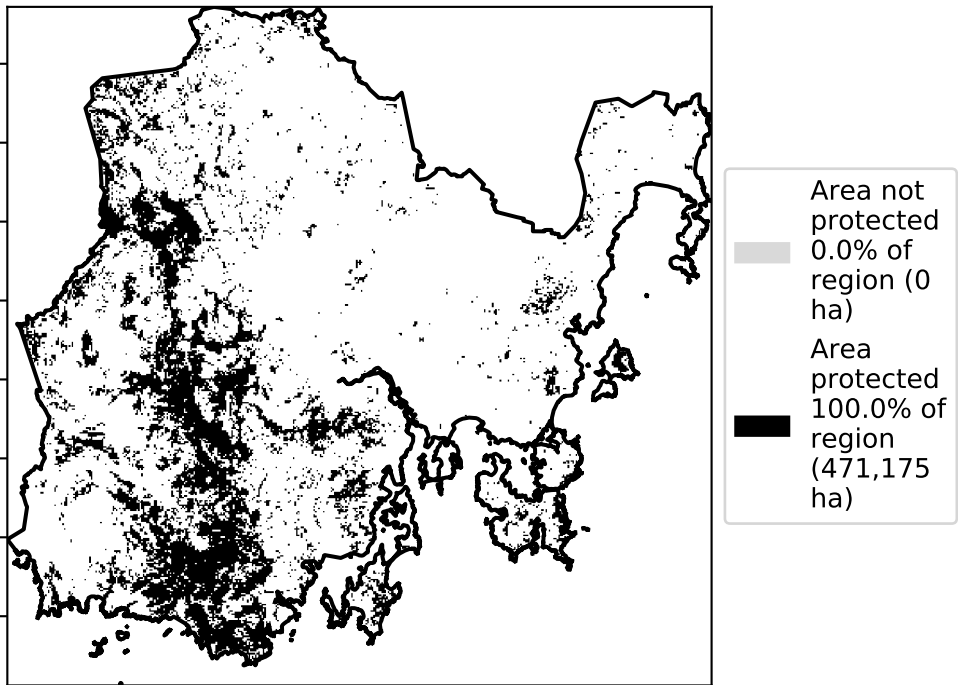 Area not
protected
0.0% of
region (0
ha)
Area
protected
100.0% of
region
(471,175
ha)